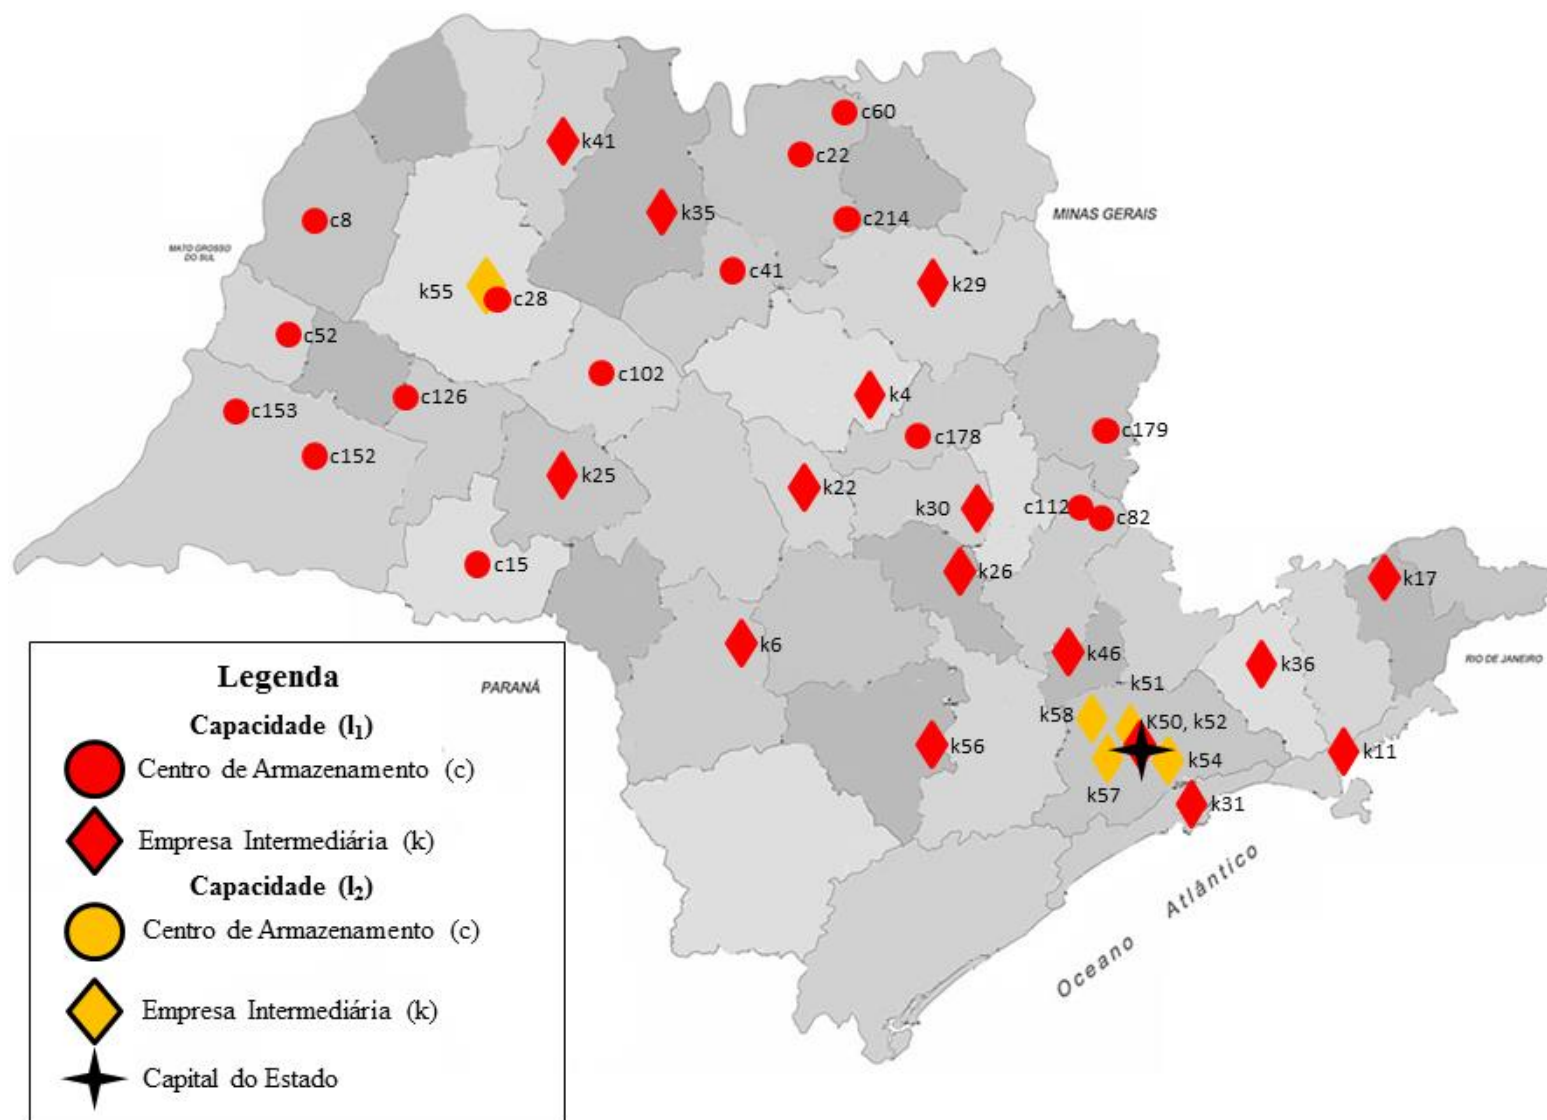 c60
k41
c22
MINAS GERAIS
c8
k35
c214
MATO GROSSO
DO SUL
c41
k55
c28
k29
c52
c102
c126
k4
c153
c178
c179
c152
k25
k22
k30
c112
c82
c15
k26
k17
k6
k46
k36
RIO DE JANEIRO
PARANÁ
k51
k58
K50, k52
k56
k54
k11
k57
k31
Oceano Atlântico
Legenda
Capacidade (l₁)
Centro de Armazenamento (c)
Empresa Intermediária (k)
Capacidade (l₂)
Centro de Armazenamento (c)
Empresa Intermediária (k)
Capital do Estado